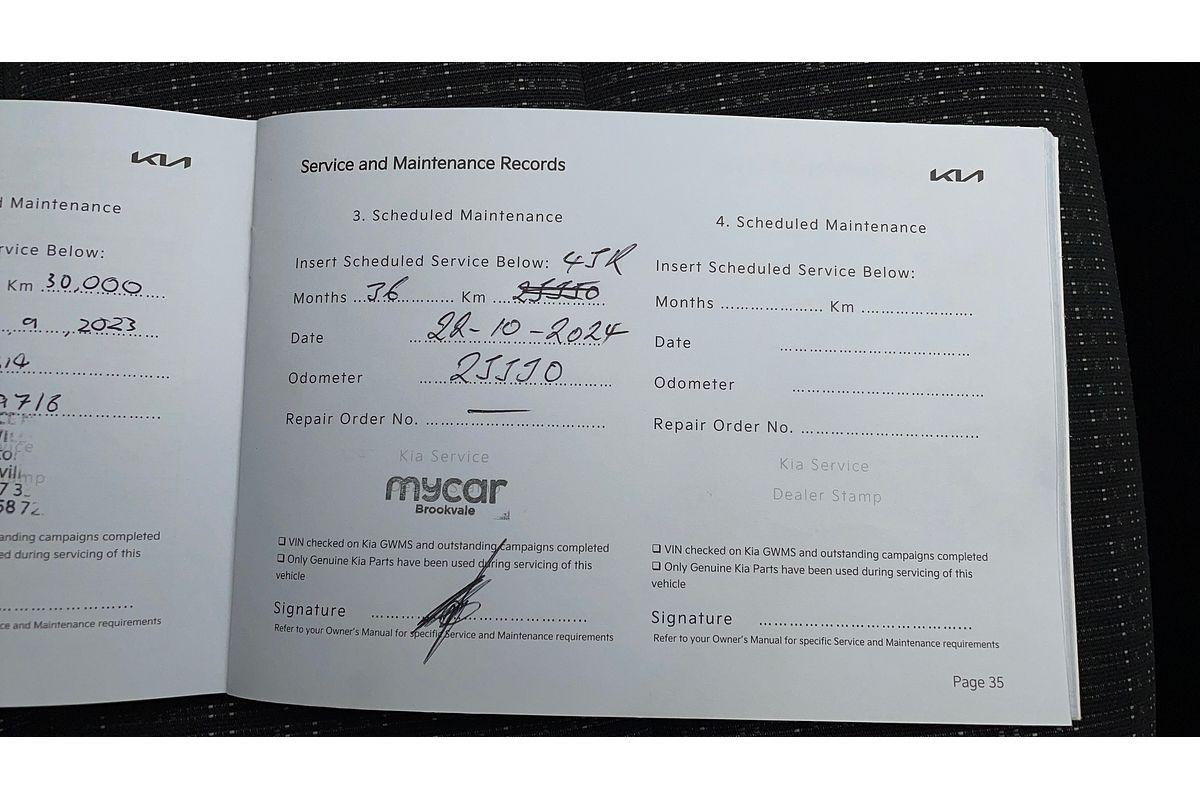 Maintenance
Below:
Km 30,000
9 2023
9716
anding campaigns completed
ed during servicing of this
ce and Maintenance requirements
KIA
Service and Maintenance Records
KIA
3. Scheduled Maintenance
Insert Scheduled Service Below: 45K
Months 36 Km 25550
Date 22-10-2024
Odometer 25550
Repair Order No. —
Kia Service
mycar
Brookvale
❑ VIN checked on Kia GWMS and outstanding campaigns completed
❑ Only Genuine Kia Parts have been used during servicing of this
vehicle
Signature
Refer to your Owner's Manual for specific Service and Maintenance requirements
4. Scheduled Maintenance
Insert Scheduled Service Below:
Months Km
Date
Odometer
Repair Order No.
Kia Service
Dealer Stamp
❑ VIN checked on Kia GWMS and outstanding campaigns completed
❑ Only Genuine Kia Parts have been used during servicing of this
vehicle
Signature
Refer to your Owner's Manual for specific Service and Maintenance requirements
Page 35